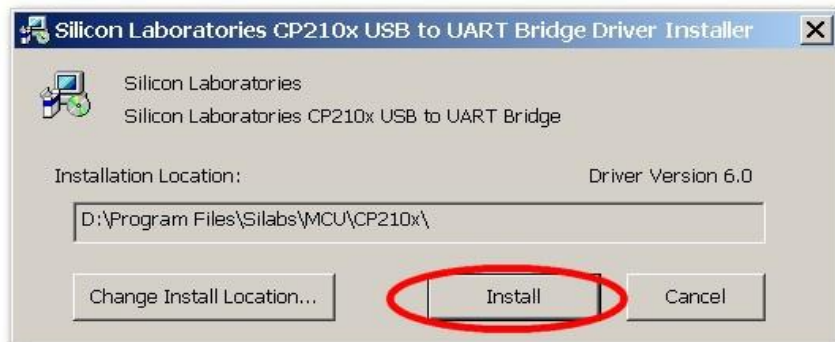 Silicon Laboratories CP210x USB to UART Bridge Driver Installer
Silicon Laboratories
Silicon Laboratories CP210x USB to UART Bridge
Installation Location:
Driver Version 6.0
D:\Program Files\Silabs\MCU\CP210x\
Change Install Location...
Install
Cancel